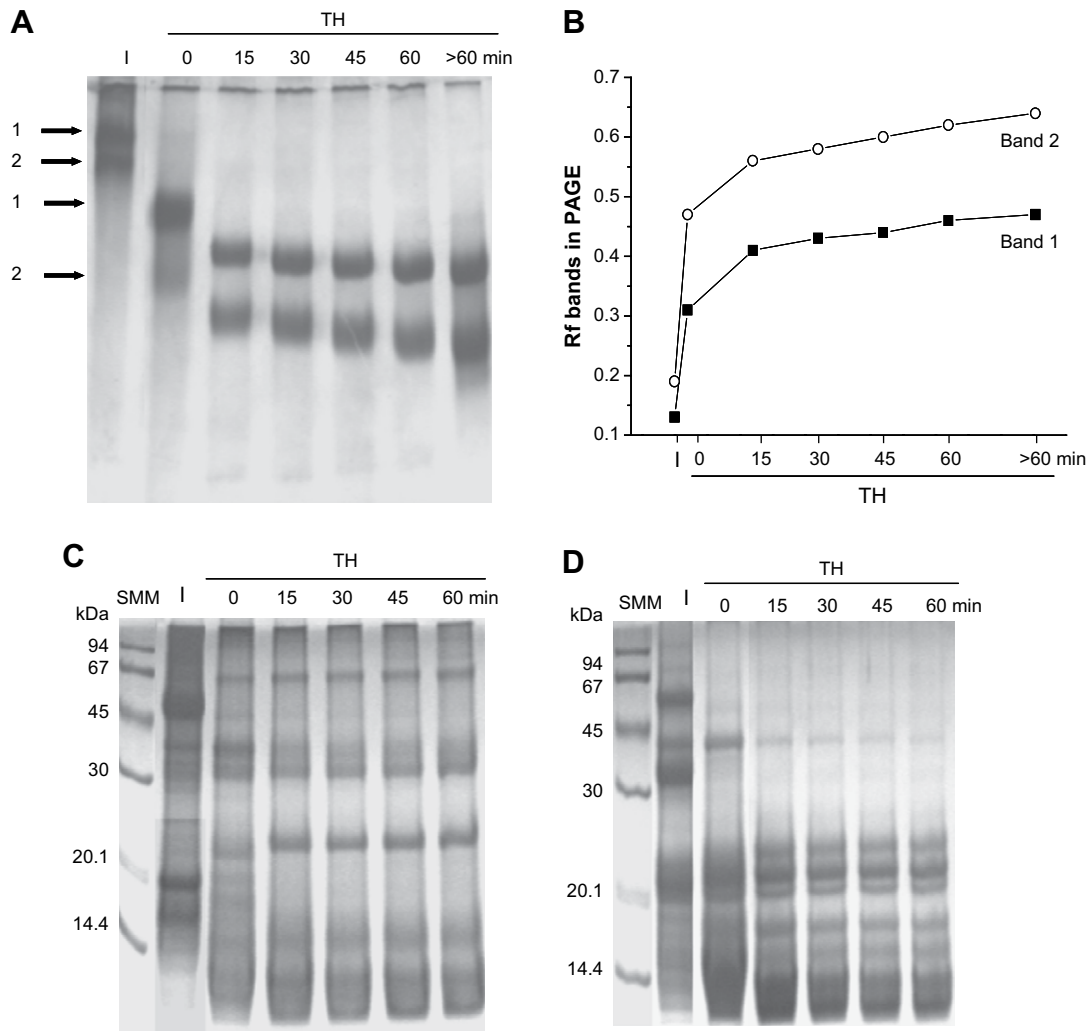 A
TH
I 0 15 30 45 60 >60 min
1
2
1
2
B
0.7
0.6
0.5
0.4
0.3
0.2
0.1
Rf bands in PAGE
Band 2
Band 1
I 0 15 30 45 60 >60 min
TH
C
TH
SMM I 0 15 30 45 60 min
kDa
94
67
45
30
20.1
14.4
D
TH
SMM I 0 15 30 45 60 min
kDa
94
67
45
30
20.1
14.4